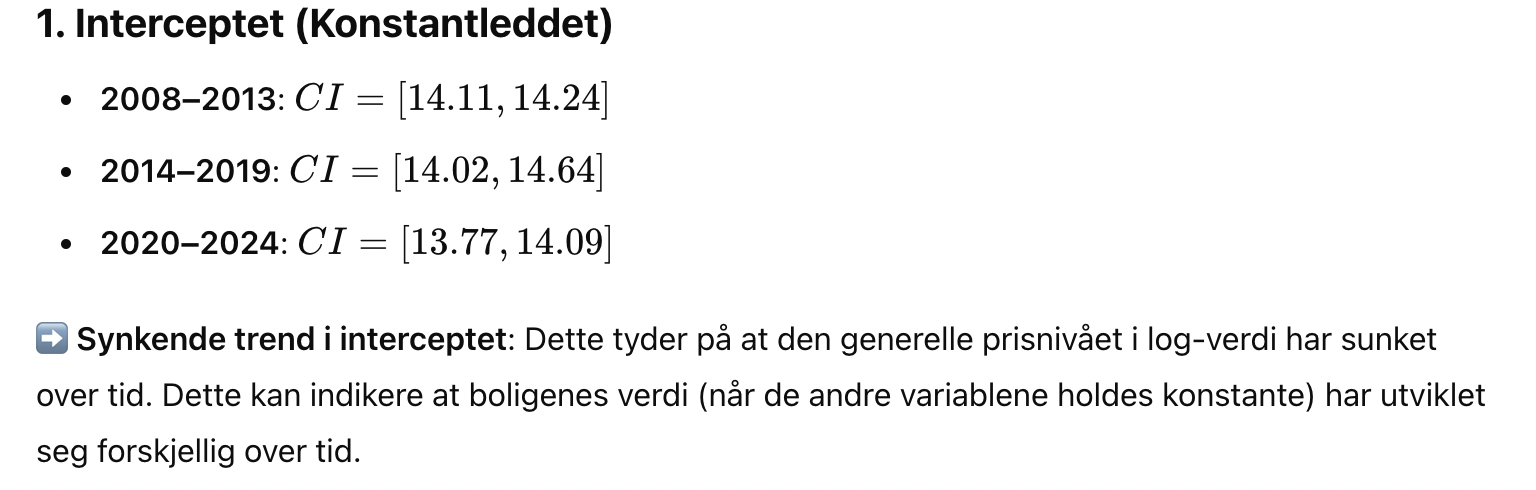 1. Interceptet (Konstantleddet)
• 2008–2013: CI = [14.11, 14.24]
• 2014–2019: CI = [14.02, 14.64]
• 2020–2024: CI = [13.77, 14.09]
➡️ Synkende trend i interceptet: Dette tyder på at den generelle prisnivået i log-verdi har sunket
over tid. Dette kan indikere at boligenes verdi (når de andre variablene holdes konstante) har utviklet
seg forskjellig over tid.